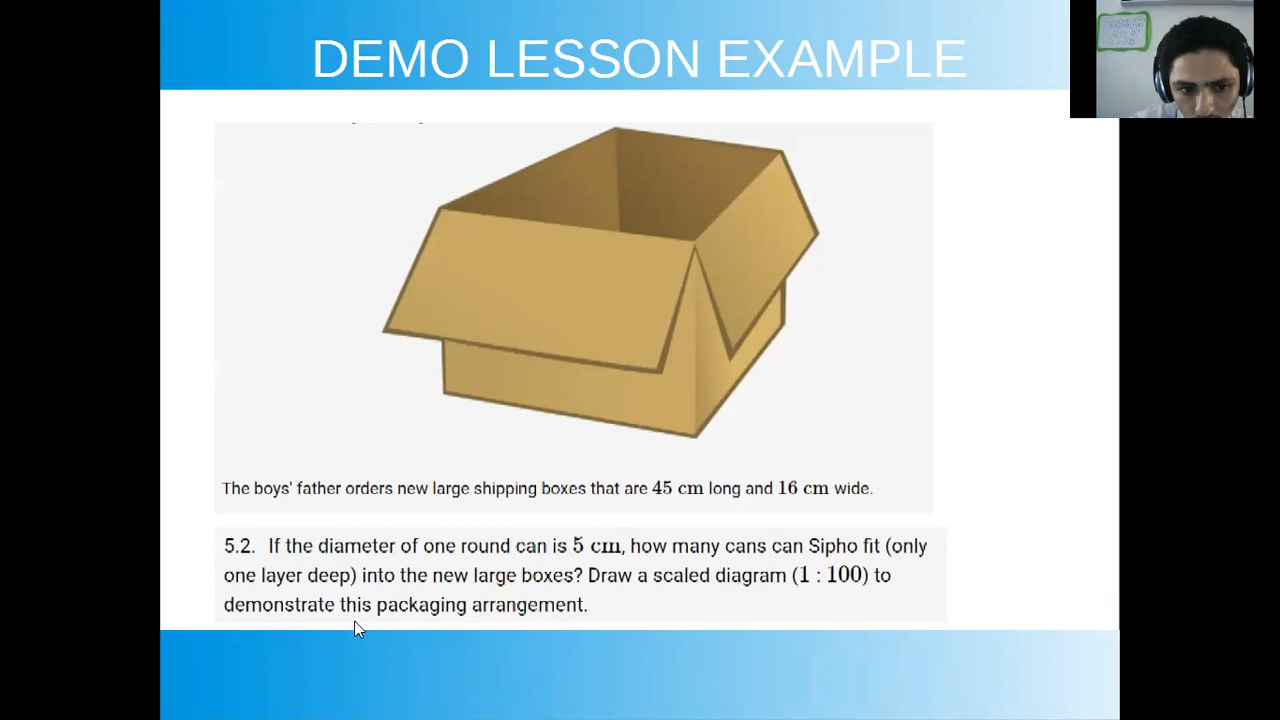 DEMO LESSON EXAMPLE
The boys' father orders new large shipping boxes that are 45 cm long and 16 cm wide.
5.2. If the diameter of one round can is 5 cm, how many cans can Sipho fit (only
one layer deep) into the new large boxes? Draw a scaled diagram (1 : 100) to
demonstrate this packaging arrangement.